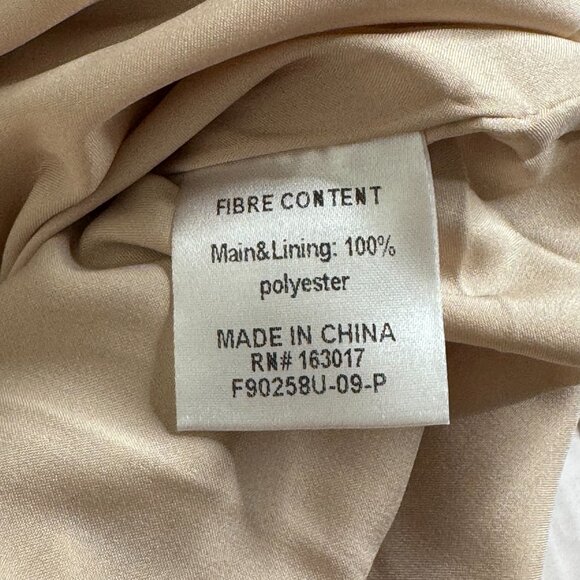 FIBRE CONTENT
Main&Lining: 100%
polyester
MADE IN CHINA
RN# 163017
F90258U-09-P